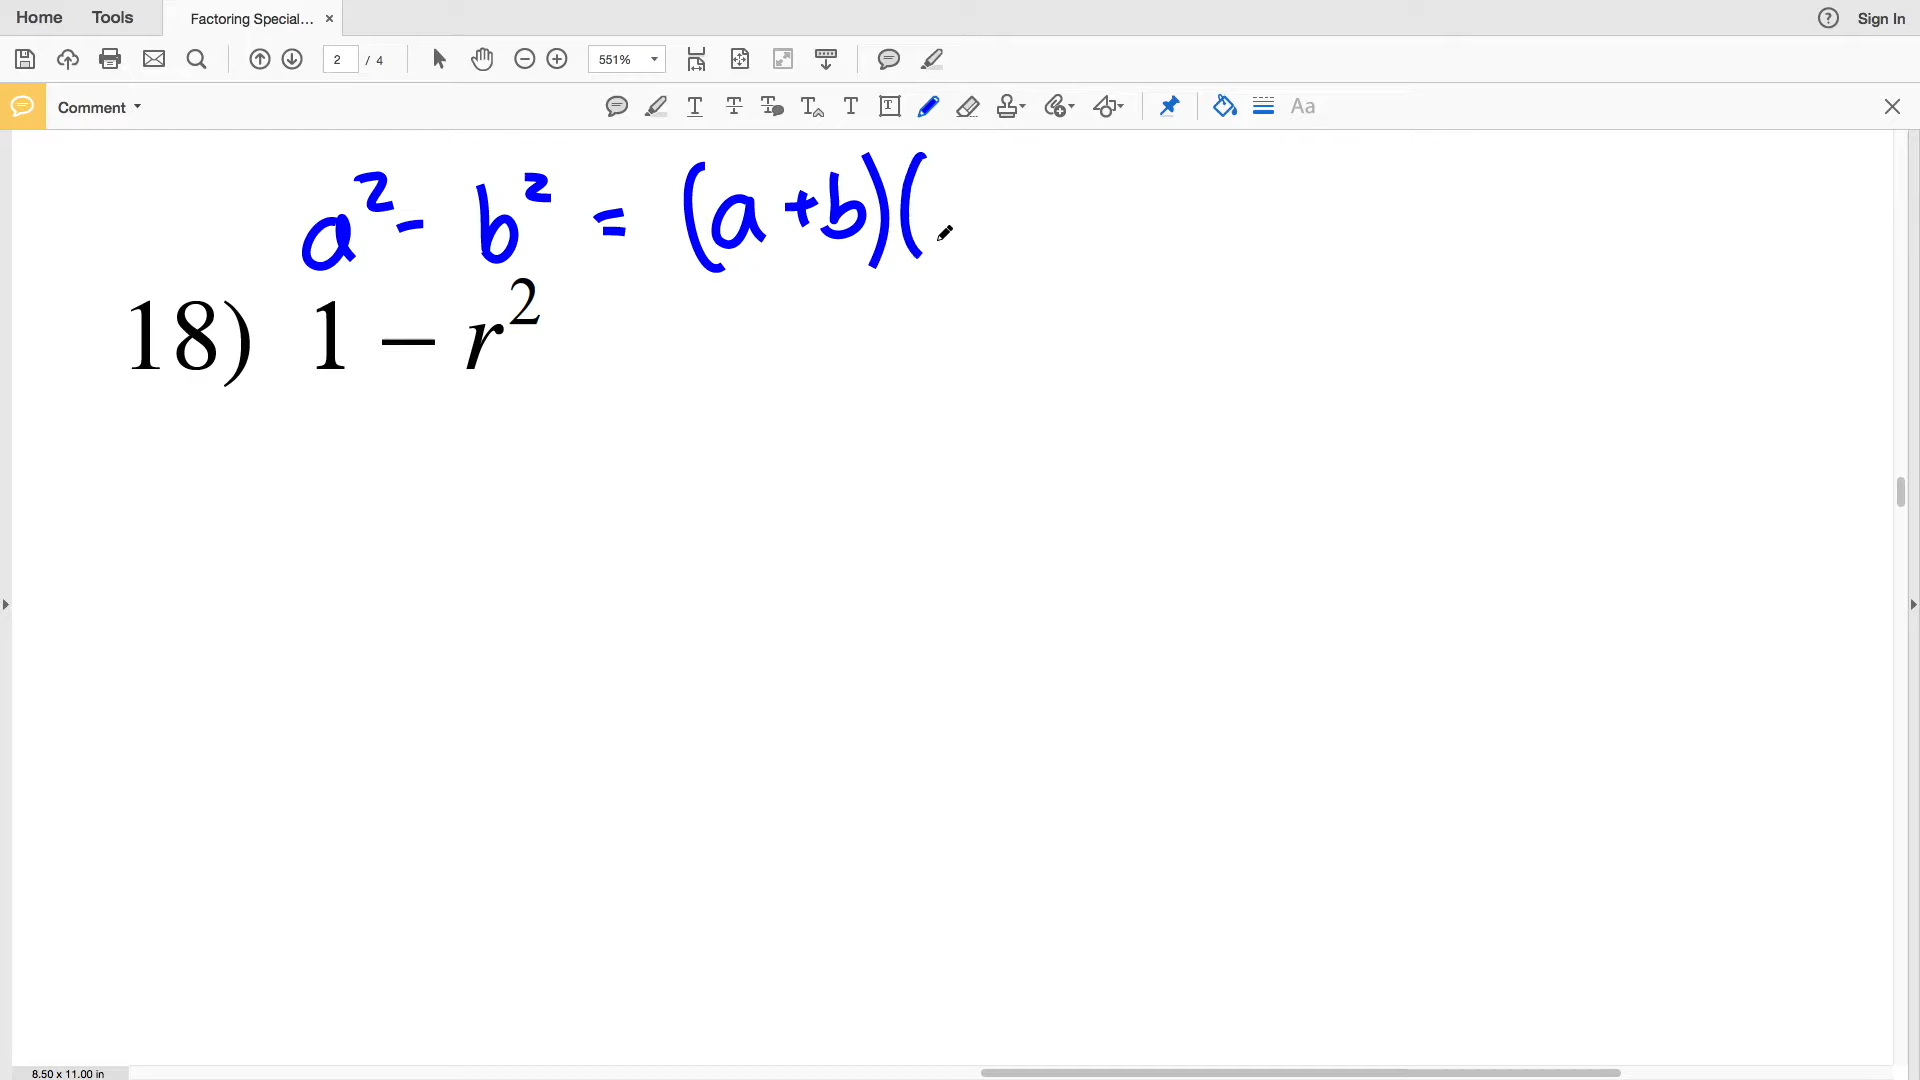 Home Tools Factoring Special... × ? Sign In
2 / 4 551%
Comment T T T T T T Aa
a² - b² = (a + b)(
18) 1 − r²
8.50 x 11.00 in